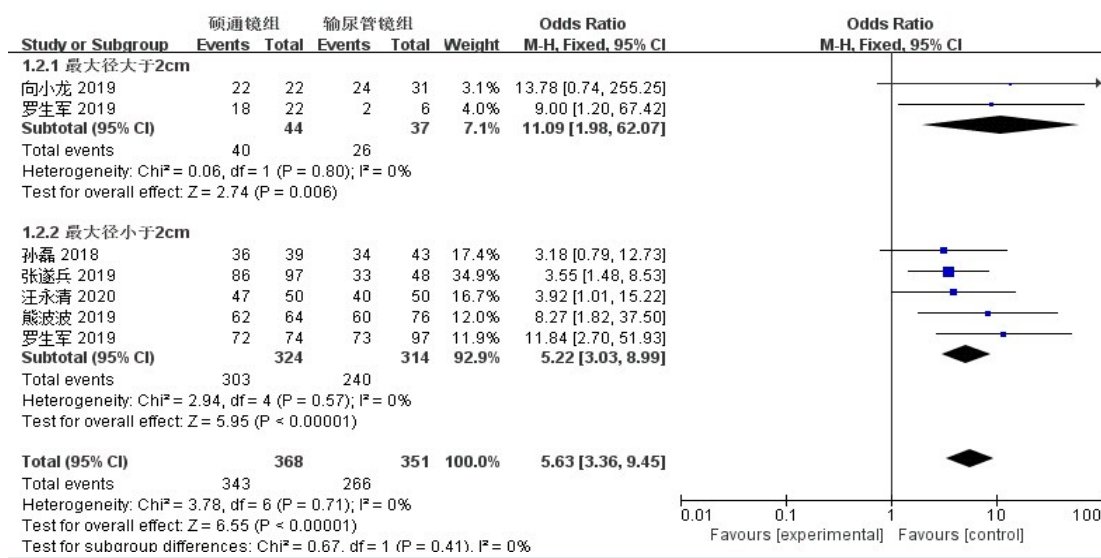 硕通镜组 输尿管镜组 Odds Ratio Odds Ratio
Study or Subgroup Events Total Events Total Weight M-H, Fixed, 95% CI M-H, Fixed, 95% CI
1.2.1 最大径大于2cm
向小龙 2019 22 22 24 31 3.1% 13.78 [0.74, 255.25]
罗生军 2019 18 22 2 6 4.0% 9.00 [1.20, 67.42]
Subtotal (95% CI) 44 37 7.1% 11.09 [1.98, 62.07]
Total events 40 26
Heterogeneity: Chi² = 0.06, df = 1 (P = 0.80); I² = 0%
Test for overall effect: Z = 2.74 (P = 0.006)
1.2.2 最大径小于2cm
孙磊 2018 36 39 34 43 17.4% 3.18 [0.79, 12.73]
张遂兵 2019 86 97 33 48 34.9% 3.55 [1.48, 8.53]
汪永清 2020 47 50 40 50 16.7% 3.92 [1.01, 15.22]
熊波波 2019 62 64 60 76 12.0% 8.27 [1.82, 37.50]
罗生军 2019 72 74 73 97 11.9% 11.84 [2.70, 51.93]
Subtotal (95% CI) 324 314 92.9% 5.22 [3.03, 8.99]
Total events 303 240
Heterogeneity: Chi² = 2.94, df = 4 (P = 0.57); I² = 0%
Test for overall effect: Z = 5.95 (P < 0.00001)
Total (95% CI) 368 351 100.0% 5.63 [3.36, 9.45]
Total events 343 266
Heterogeneity: Chi² = 3.78, df = 6 (P = 0.71); I² = 0%
Test for overall effect: Z = 6.55 (P < 0.00001)
Test for subgroup differences: Chi² = 0.67, df = 1 (P = 0.41), I² = 0%
0.01 0.1 1 10 100
Favours [experimental] Favours [control]